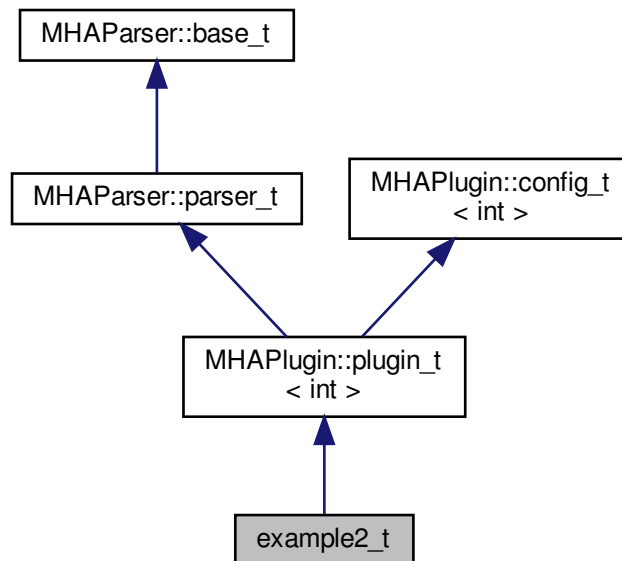 MHAParser::base_t
MHAParser::parser_t
MHAPlugin::config_t
< int >
MHAPlugin::plugin_t
< int >
example2_t